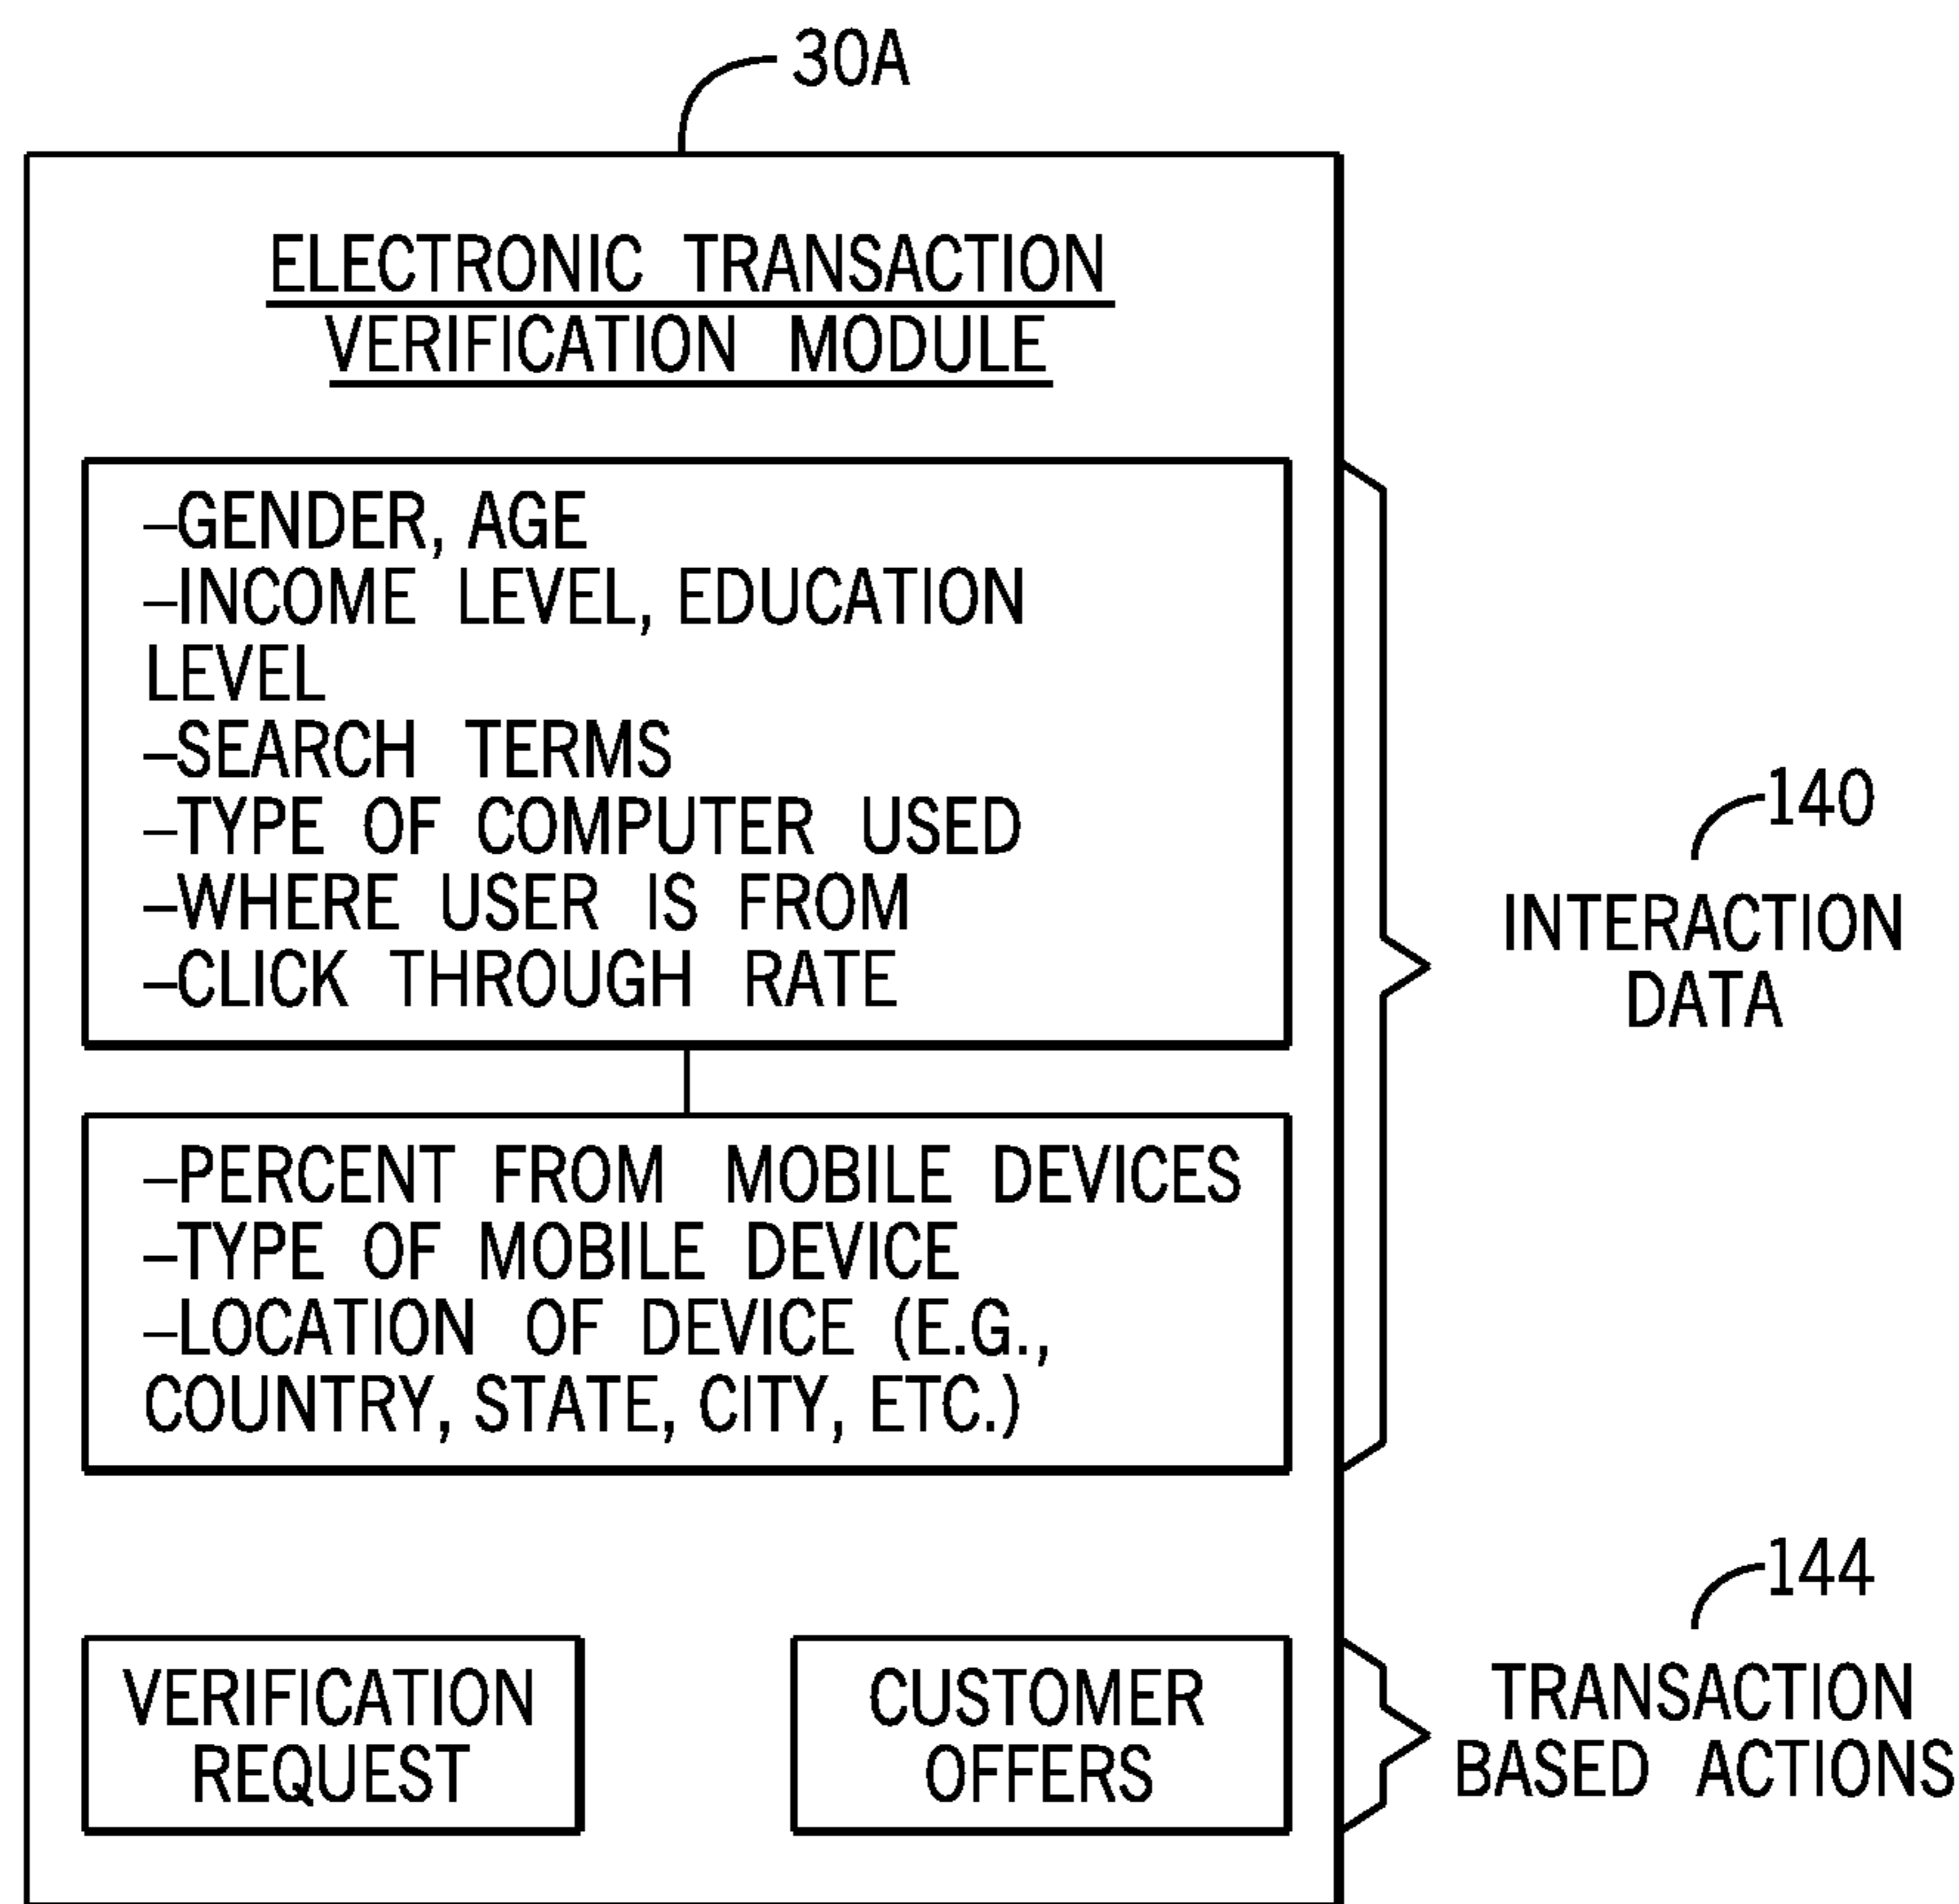 30A
ELECTRONIC TRANSACTION
VERIFICATION MODULE
–GENDER, AGE
–INCOME LEVEL, EDUCATION
LEVEL
–SEARCH TERMS
–TYPE OF COMPUTER USED
–WHERE USER IS FROM
–CLICK THROUGH RATE
140
INTERACTION
DATA
–PERCENT FROM MOBILE DEVICES
–TYPE OF MOBILE DEVICE
–LOCATION OF DEVICE (E.G.,
COUNTRY, STATE, CITY, ETC.)
VERIFICATION
REQUEST
CUSTOMER
OFFERS
144
TRANSACTION
BASED ACTIONS